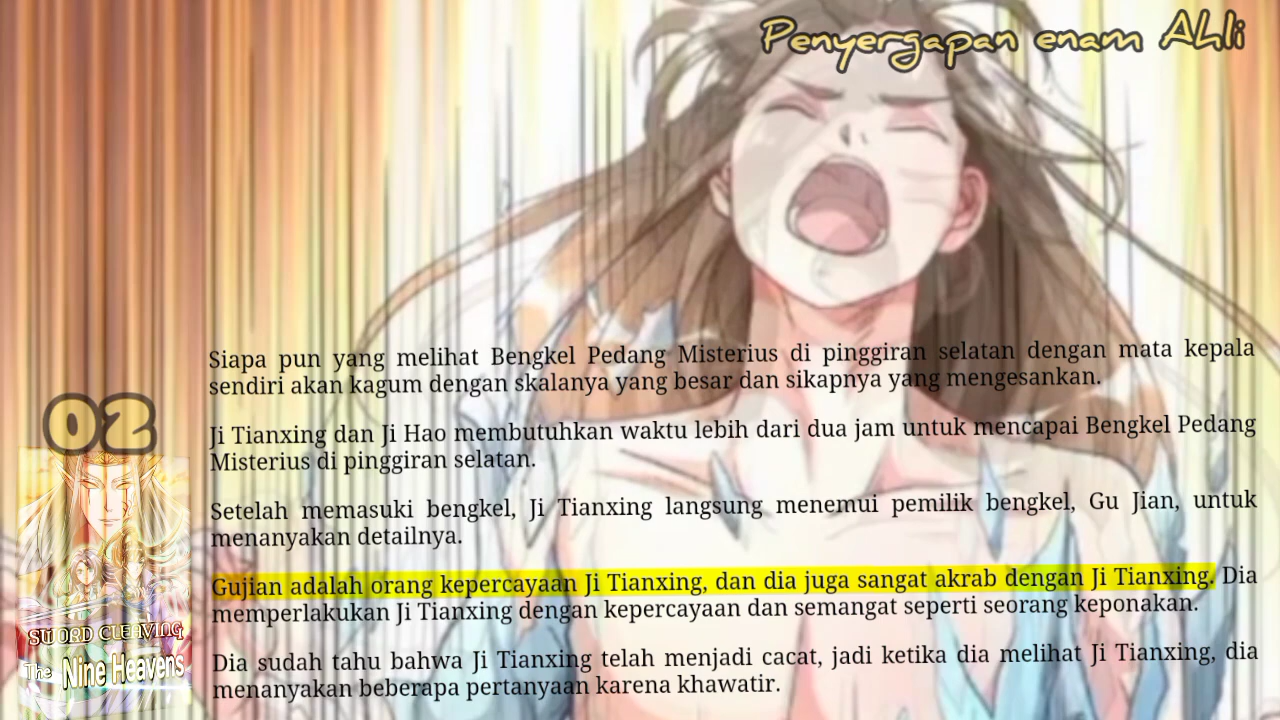 Penyergapan enam Ahli
Siapa pun yang melihat Bengkel Pedang Misterius di pinggiran selatan dengan mata kepala
sendiri akan kagum dengan skalanya yang besar dan sikapnya yang mengesankan.
Ji Tianxing dan Ji Hao membutuhkan waktu lebih dari dua jam untuk mencapai Bengkel Pedang
Misterius di pinggiran selatan.
Setelah memasuki bengkel, Ji Tianxing langsung menemui pemilik bengkel, Gu Jian, untuk
menanyakan detailnya.
Gujian adalah orang kepercayaan Ji Tianxing, dan dia juga sangat akrab dengan Ji Tianxing. Dia
memperlakukan Ji Tianxing dengan kepercayaan dan semangat seperti seorang keponakan.
Dia sudah tahu bahwa Ji Tianxing telah menjadi cacat, jadi ketika dia melihat Ji Tianxing, dia
menanyakan beberapa pertanyaan karena khawatir.
02
SWORD CLEAVING
The Nine Heavens